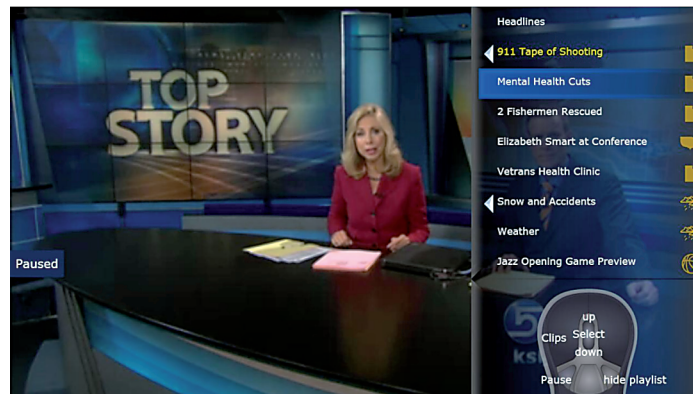 TOP
STORY
Paused
Headlines
911 Tape of Shooting
Mental Health Cuts
2 Fishermen Rescued
Elizabeth Smart at Conference
Vetrans Health Clinic
Snow and Accidents
Weather
Jazz Opening Game Preview
5
up
Clips Select
down
Pause hide playlist